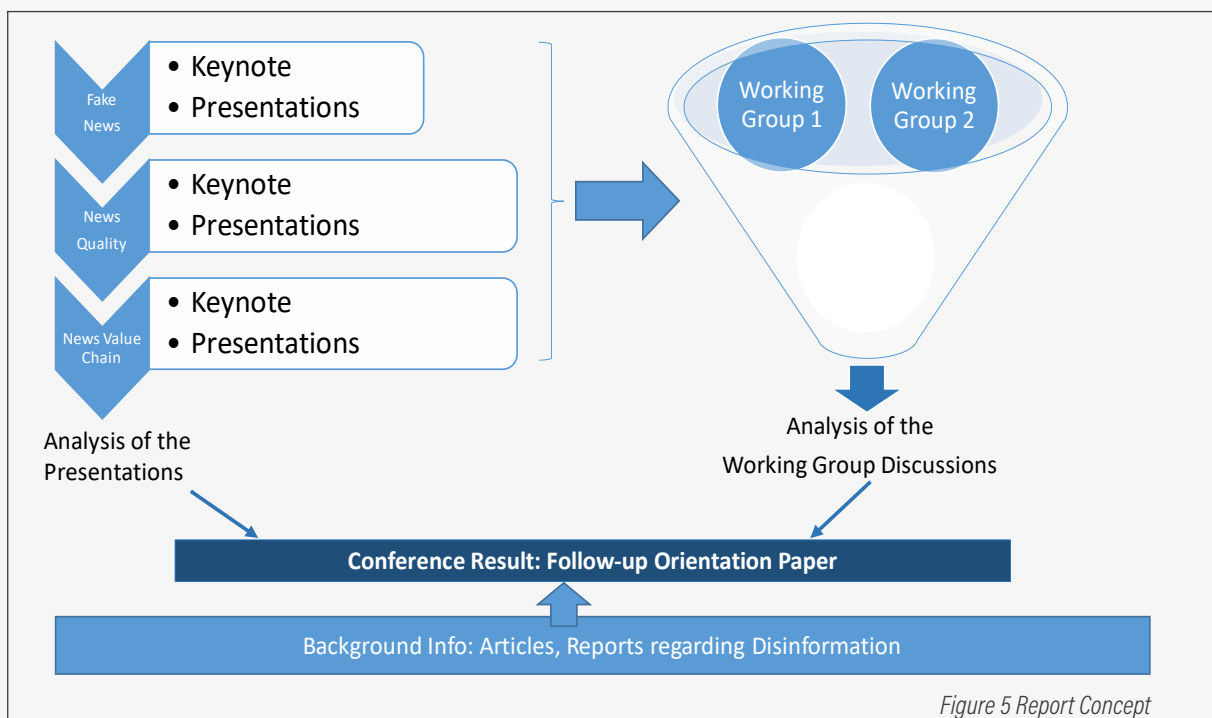 Fake
News
• Keynote
• Presentations
News
Quality
• Keynote
• Presentations
News Value
Chain
• Keynote
• Presentations
Working
Group 1
Working
Group 2
Analysis of the
Presentations
Analysis of the
Working Group Discussions
Conference Result: Follow-up Orientation Paper
Background Info: Articles, Reports regarding Disinformation
Figure 5 Report Concept